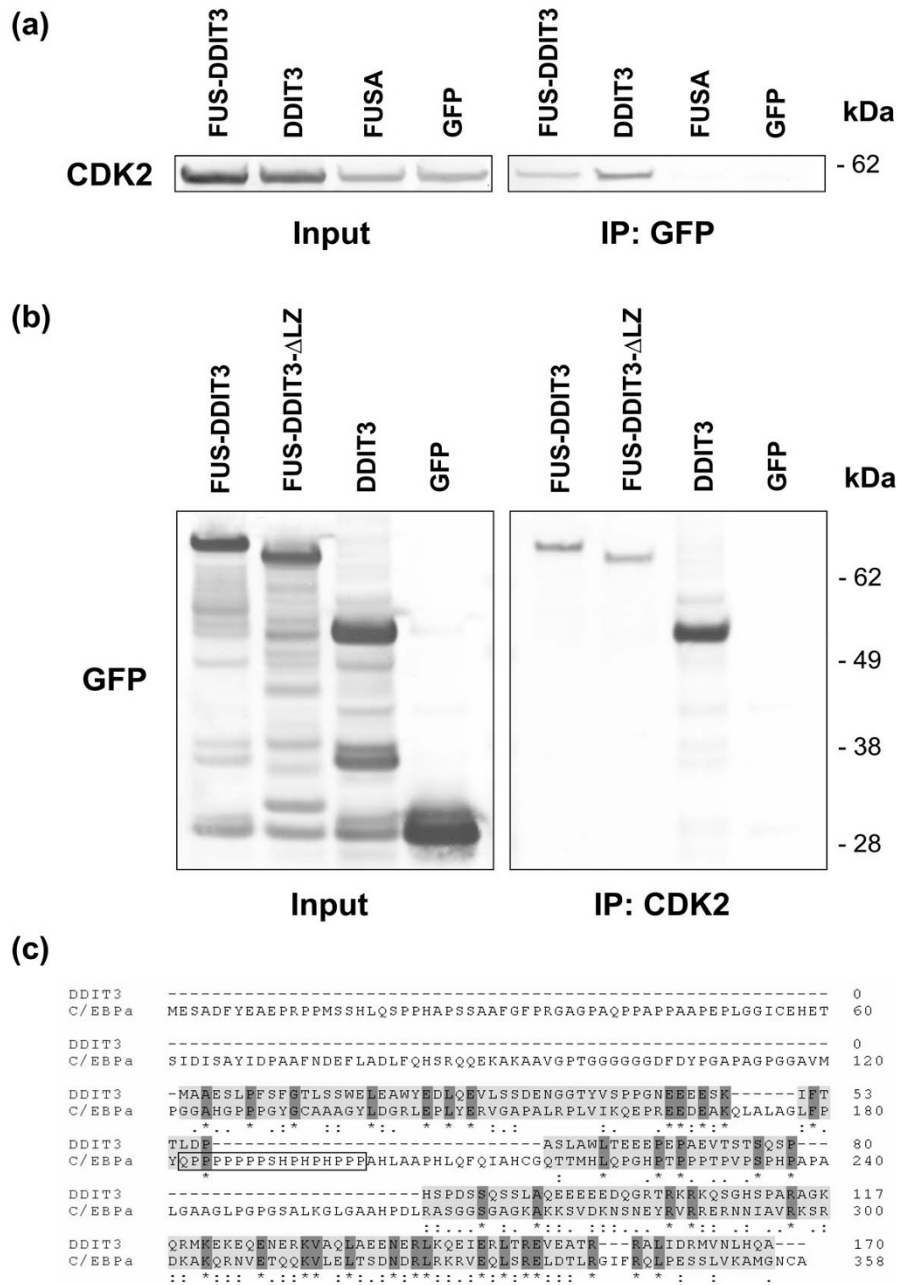 (a)
FUS-DDIT3 DDIT3 FUSA GFP FUS-DDIT3 DDIT3 FUSA GFP kDa
CDK2 - 62
Input IP: GFP
(b)
FUS-DDIT3 FUS-DDIT3-ΔLZ DDIT3 GFP FUS-DDIT3 FUS-DDIT3-ΔLZ DDIT3 GFP kDa
- 62
- 49
GFP
- 38
- 28
Input IP: CDK2
(c)
DDIT3 ------------------------------------------------------------ 0
C/EBPa MESADFYEAEPRPPMSSHLQSPPHAPSSAAFGFPRGAGPAQPPAPPAAPEPLGGICEHET 60
DDIT3 ------------------------------------------------------------ 0
C/EBPa SIDISAYIDPAAFNDEFLADLFQHSRQQEKAKAAVGPTGGGGGGDFDYPGAPAGPGGAVM 120
DDIT3 -MAAESLPFSFGTLSSWELEAWYEDLQEVLSSDENGGTYVSPPGNEEEESK------IFT 53
C/EBPa PGGAHGPPPGYGCAAAGYLDGRLEPLYERVGAPALRPLVIKQEPREEDEAKQLALAGLFP 180
DDIT3 TLDP------------------------------ASLAWLTEEEPEPAEVTSTSQSP--- 80
C/EBPa YQPPPPPPPSHPHPHPPPAHLAAPHLQFQIAHCGQTTMHLQPGHPTPPPTPVPSPHPAPA 240
DDIT3 -----------------------HSPDSSQSSLAQEEEEEDQGRTRKRKQSGHSPARAGK 117
C/EBPa LGAAGLPGPGSALKGLGAAHPDLRASGGSGAGKAKKSVDKNSNEYRVRRERNNIAVRKSR 300
DDIT3 QRMKEKEQENERKVAQLAEENERLKQEIERLTREVEATR---RALIDRMVNLHQA--- 170
C/EBPa DKAKQRNVETQQKVLELTSDNDRLRKRVEQLSRELDTLRGIFRQLPESSLVKAMGNCA 358